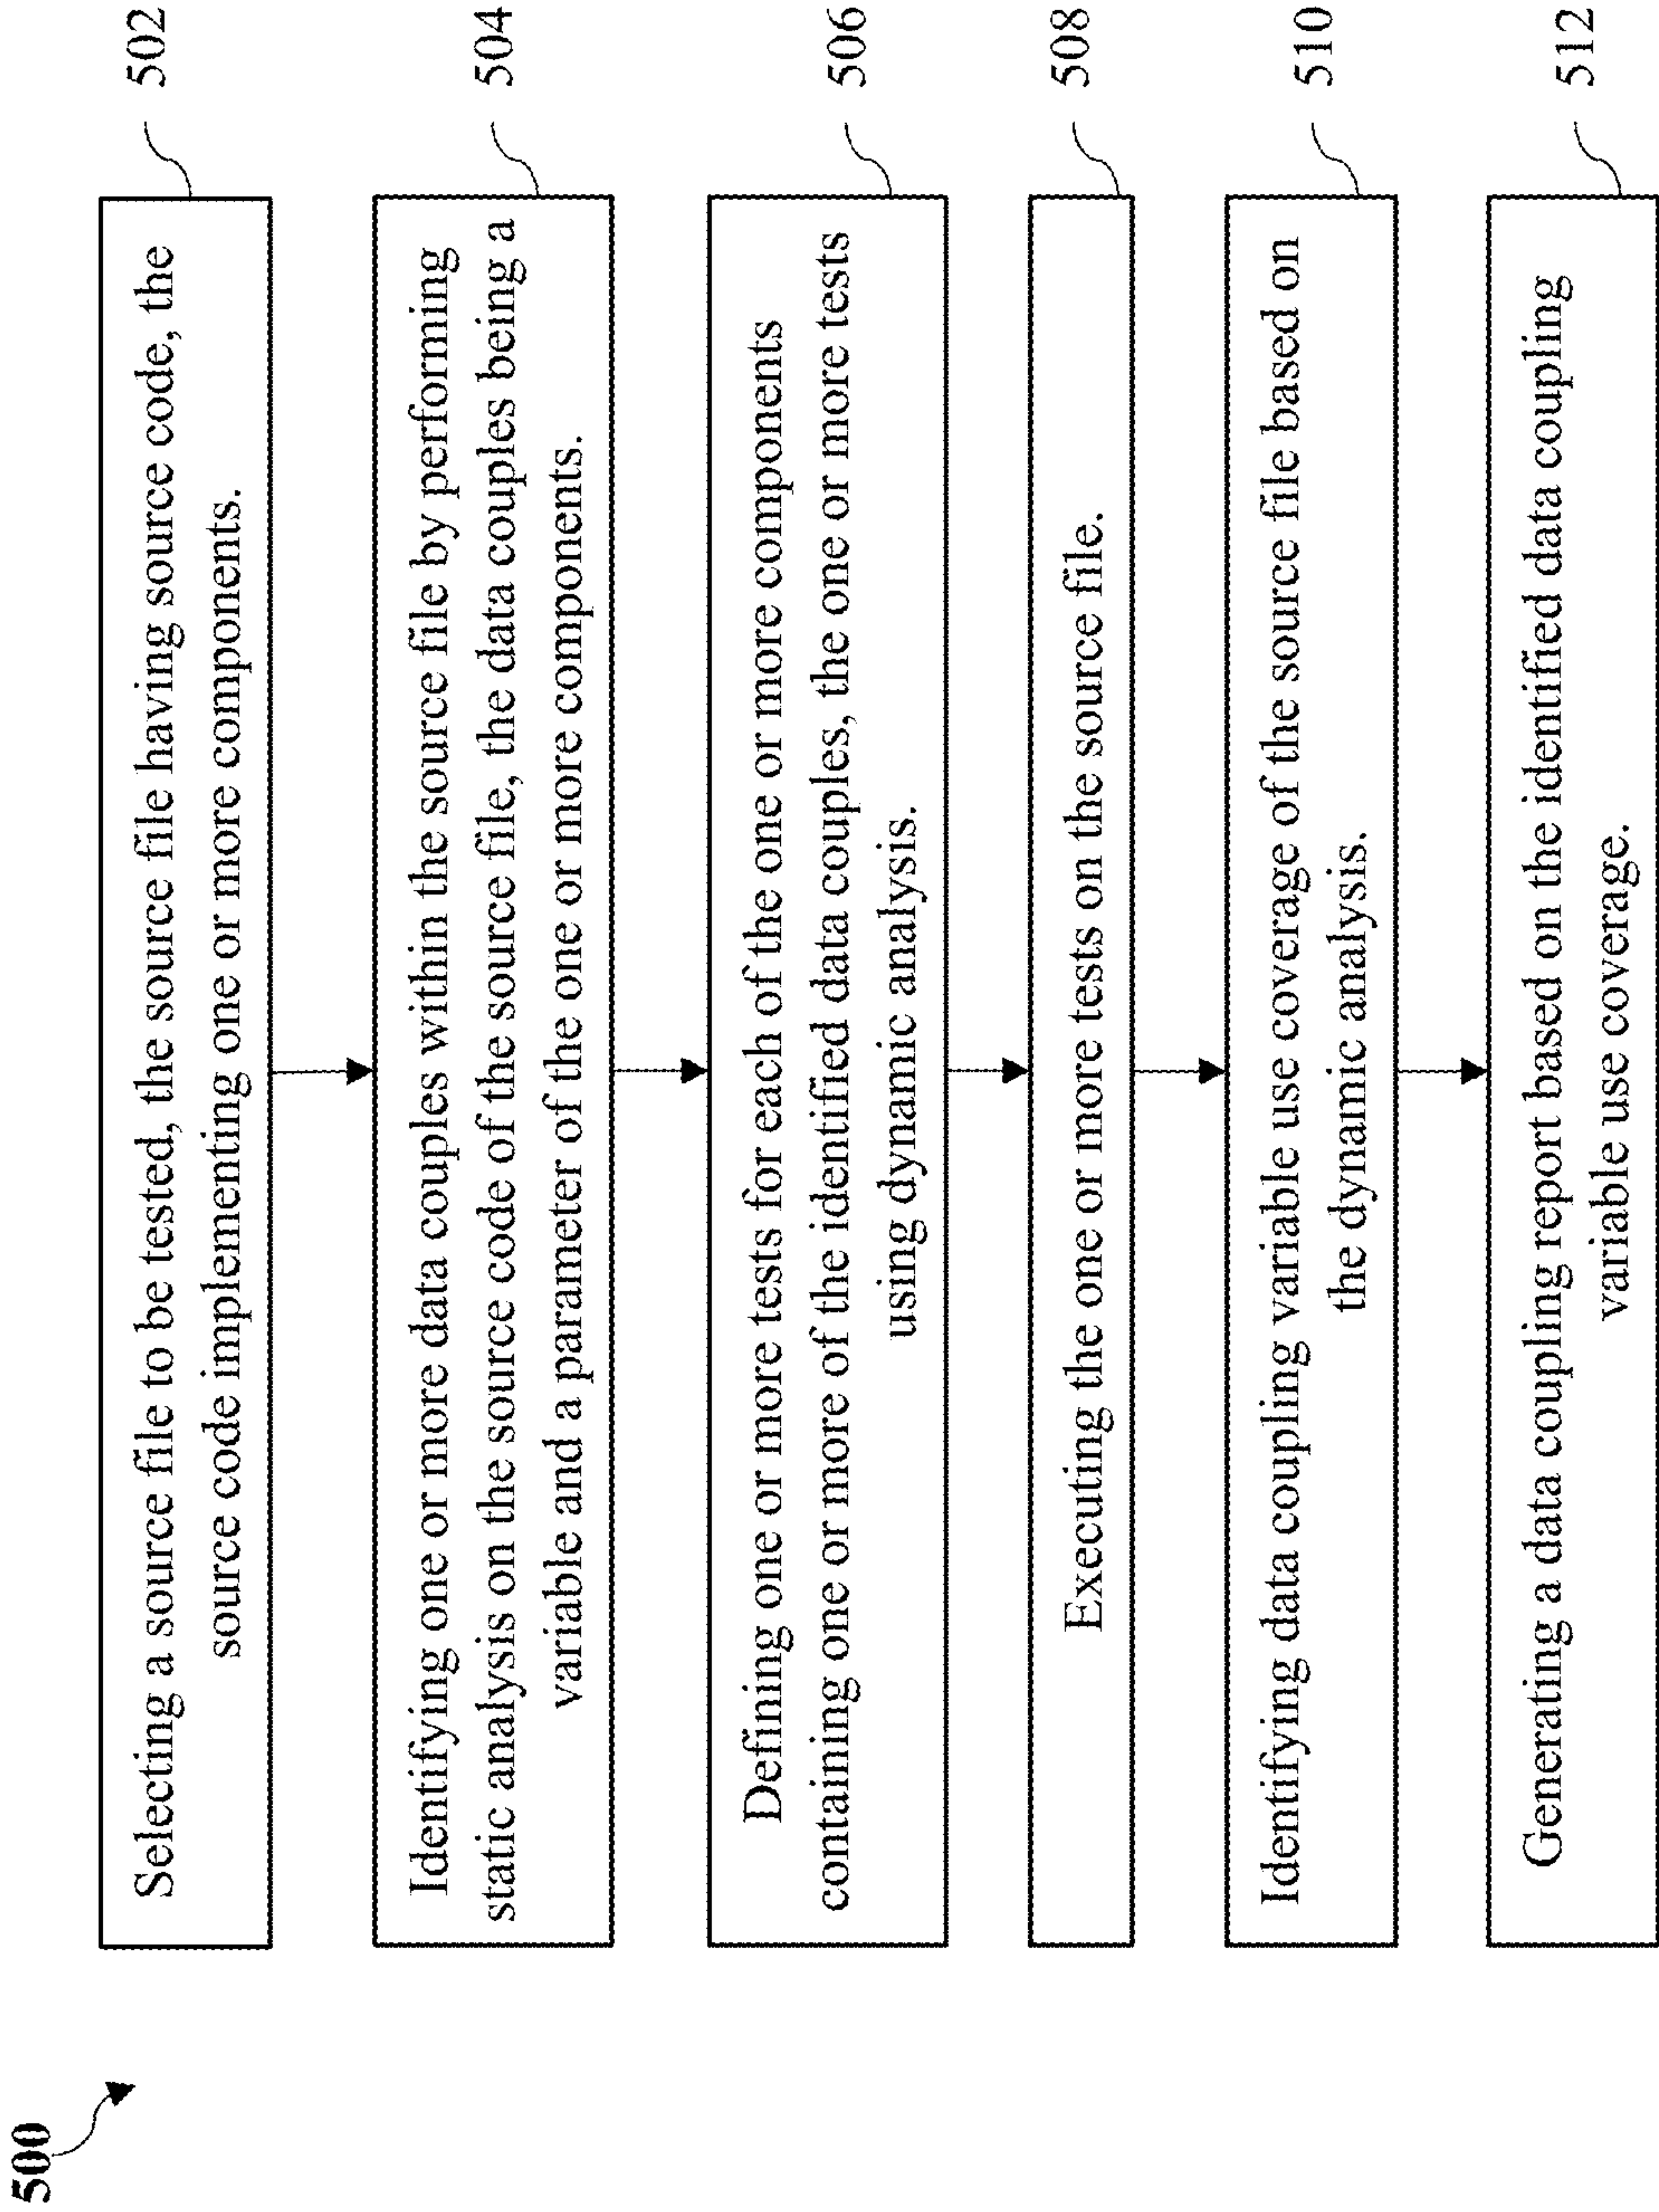 500
Selecting a source file to be tested, the source file having source code, the
source code implementing one or more components.
502
Identifying one or more data couples within the source file by performing
static analysis on the source code of the source file, the data couples being a
variable and a parameter of the one or more components.
504
Defining one or more tests for each of the one or more components
containing one or more of the identified data couples, the one or more tests
using dynamic analysis.
506
Executing the one or more tests on the source file.
508
Identifying data coupling variable use coverage of the source file based on
the dynamic analysis.
510
Generating a data coupling report based on the identified data coupling
variable use coverage.
512